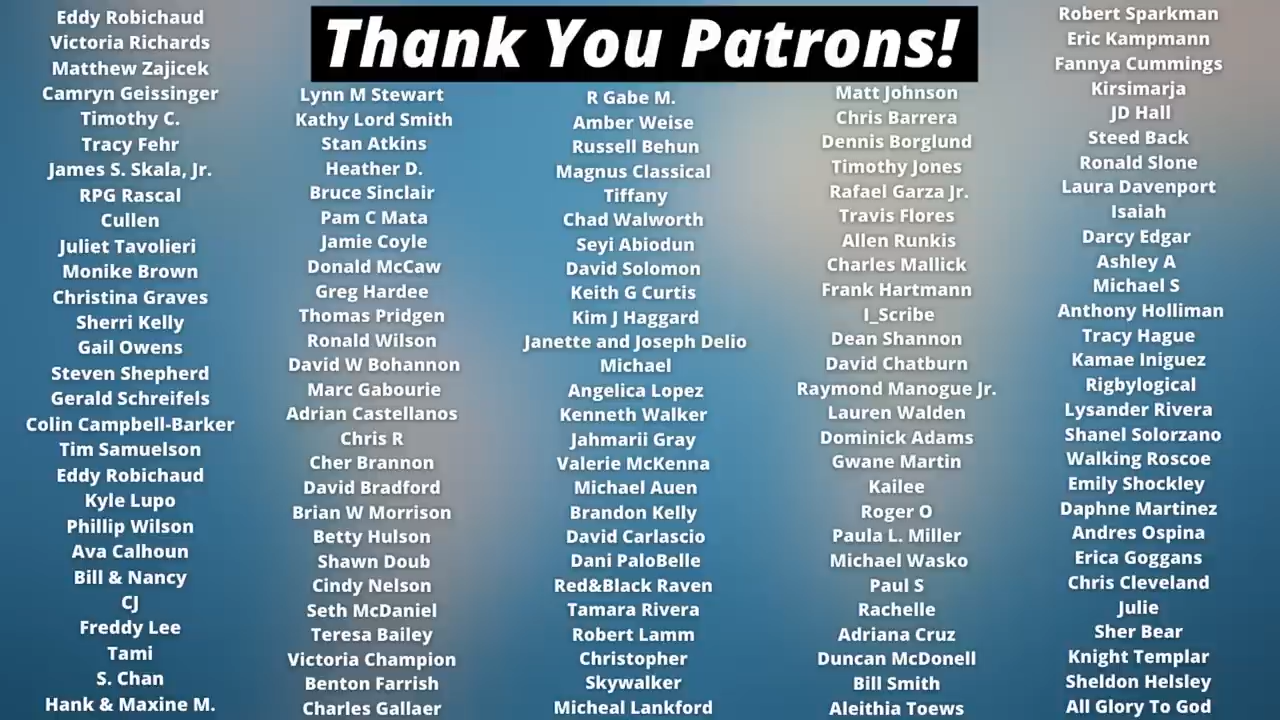 Thank You Patrons!
Eddy Robichaud
Victoria Richards
Matthew Zajicek
Camryn Geissinger
Timothy C.
Tracy Fehr
James S. Skala, Jr.
RPG Rascal
Cullen
Juliet Tavolieri
Monike Brown
Christina Graves
Sherri Kelly
Gail Owens
Steven Shepherd
Gerald Schreifels
Colin Campbell-Barker
Tim Samuelson
Eddy Robichaud
Kyle Lupo
Phillip Wilson
Ava Calhoun
Bill & Nancy
CJ
Freddy Lee
Tami
S. Chan
Hank & Maxine M.
Lynn M Stewart
Kathy Lord Smith
Stan Atkins
Heather D.
Bruce Sinclair
Pam C Mata
Jamie Coyle
Donald McCaw
Greg Hardee
Thomas Pridgen
Ronald Wilson
David W Bohannon
Marc Gabourie
Adrian Castellanos
Chris R
Cher Brannon
David Bradford
Brian W Morrison
Betty Hulson
Shawn Doub
Cindy Nelson
Seth McDaniel
Teresa Bailey
Victoria Champion
Benton Farrish
Charles Gallaer
R Gabe M.
Amber Weise
Russell Behun
Magnus Classical
Tiffany
Chad Walworth
Seyi Abiodun
David Solomon
Keith G Curtis
Kim J Haggard
Janette and Joseph Delio
Michael
Angelica Lopez
Kenneth Walker
Jahmarii Gray
Valerie McKenna
Michael Auen
Brandon Kelly
David Carlascio
Dani PaloBelle
Red&Black Raven
Tamara Rivera
Robert Lamm
Christopher
Skywalker
Micheal Lankford
Matt Johnson
Chris Barrera
Dennis Borglund
Timothy Jones
Rafael Garza Jr.
Travis Flores
Allen Runkis
Charles Mallick
Frank Hartmann
I_Scribe
Dean Shannon
David Chatburn
Raymond Manogue Jr.
Lauren Walden
Dominick Adams
Gwane Martin
Kailee
Roger O
Paula L. Miller
Michael Wasko
Paul S
Rachelle
Adriana Cruz
Duncan McDonell
Bill Smith
Aleithia Toews
Robert Sparkman
Eric Kampmann
Fannya Cummings
Kirsimarja
JD Hall
Steed Back
Ronald Slone
Laura Davenport
Isaiah
Darcy Edgar
Ashley A
Michael S
Anthony Holliman
Tracy Hague
Kamae Iniguez
Rigbylogical
Lysander Rivera
Shanel Solorzano
Walking Roscoe
Emily Shockley
Daphne Martinez
Andres Ospina
Erica Goggans
Chris Cleveland
Julie
Sher Bear
Knight Templar
Sheldon Helsley
All Glory To God